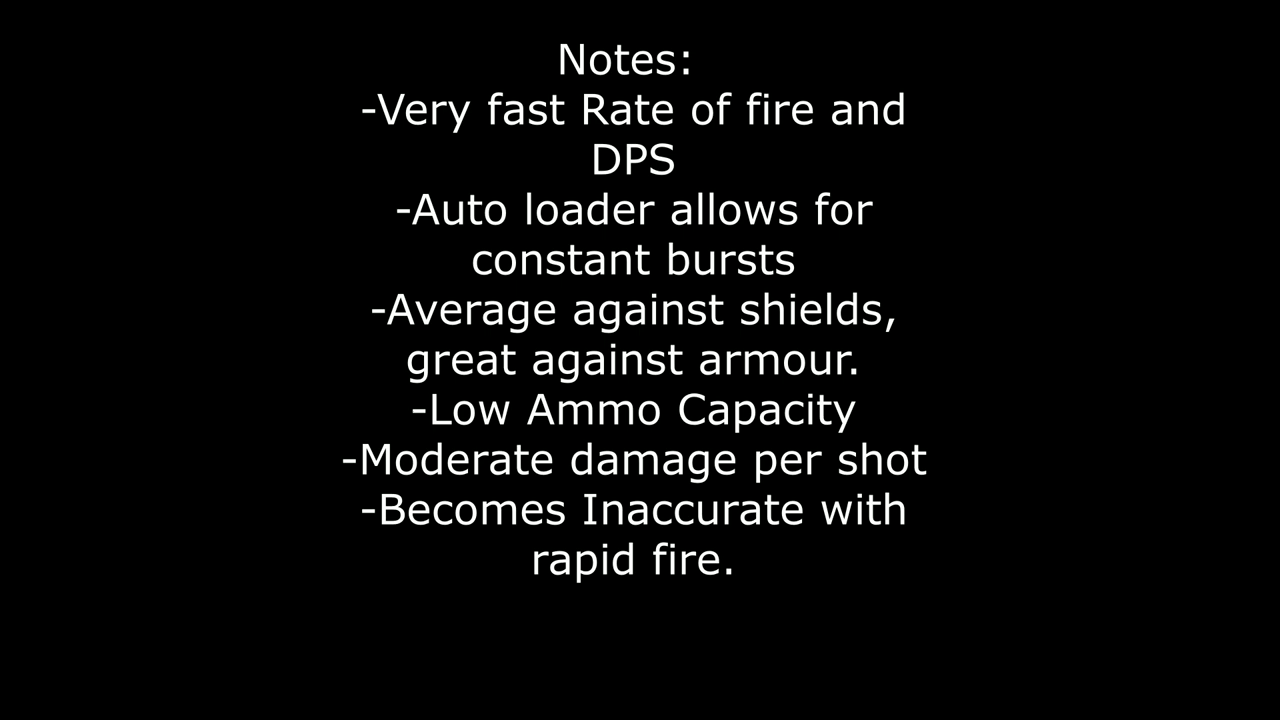 Notes:
-Very fast Rate of fire and
DPS
-Auto loader allows for
constant bursts
-Average against shields,
great against armour.
-Low Ammo Capacity
-Moderate damage per shot
-Becomes Inaccurate with
rapid fire.